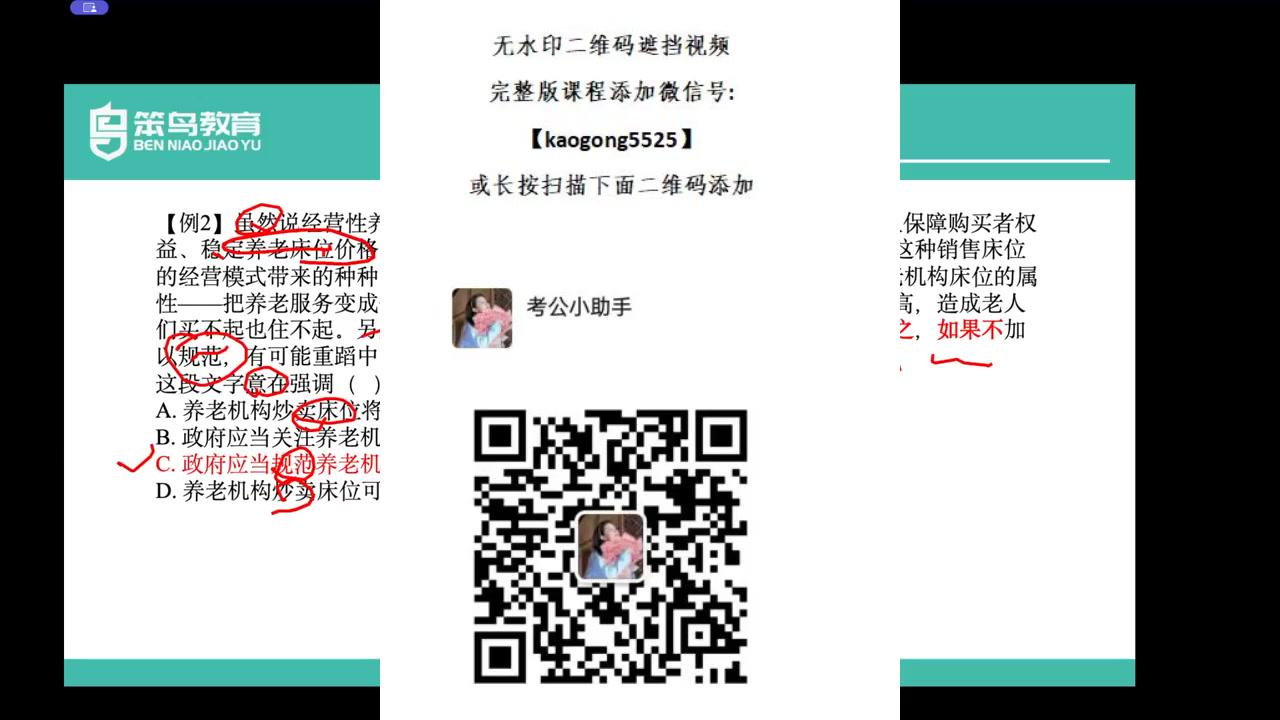 无水印二维码遮挡视频
完整版课程添加微信号:
【kaogong5525】
或长按扫描下面二维码添加
考公小助手
笨鸟教育
BEN NIAO JIAO YU
【例2】虽然说经营性养
保障购买者权
益、稳定养老床位价格
这种销售床位
的经营模式带来的种种
机构床位的属
性——把养老服务变成
高，造成老人
们买不起也住不起。另
之，如果不加
以规范，有可能重蹈中
这段文字意在强调（ ）
A. 养老机构炒卖床位将
B. 政府应当关注养老机
C. 政府应当规范养老机
D. 养老机构炒卖床位可